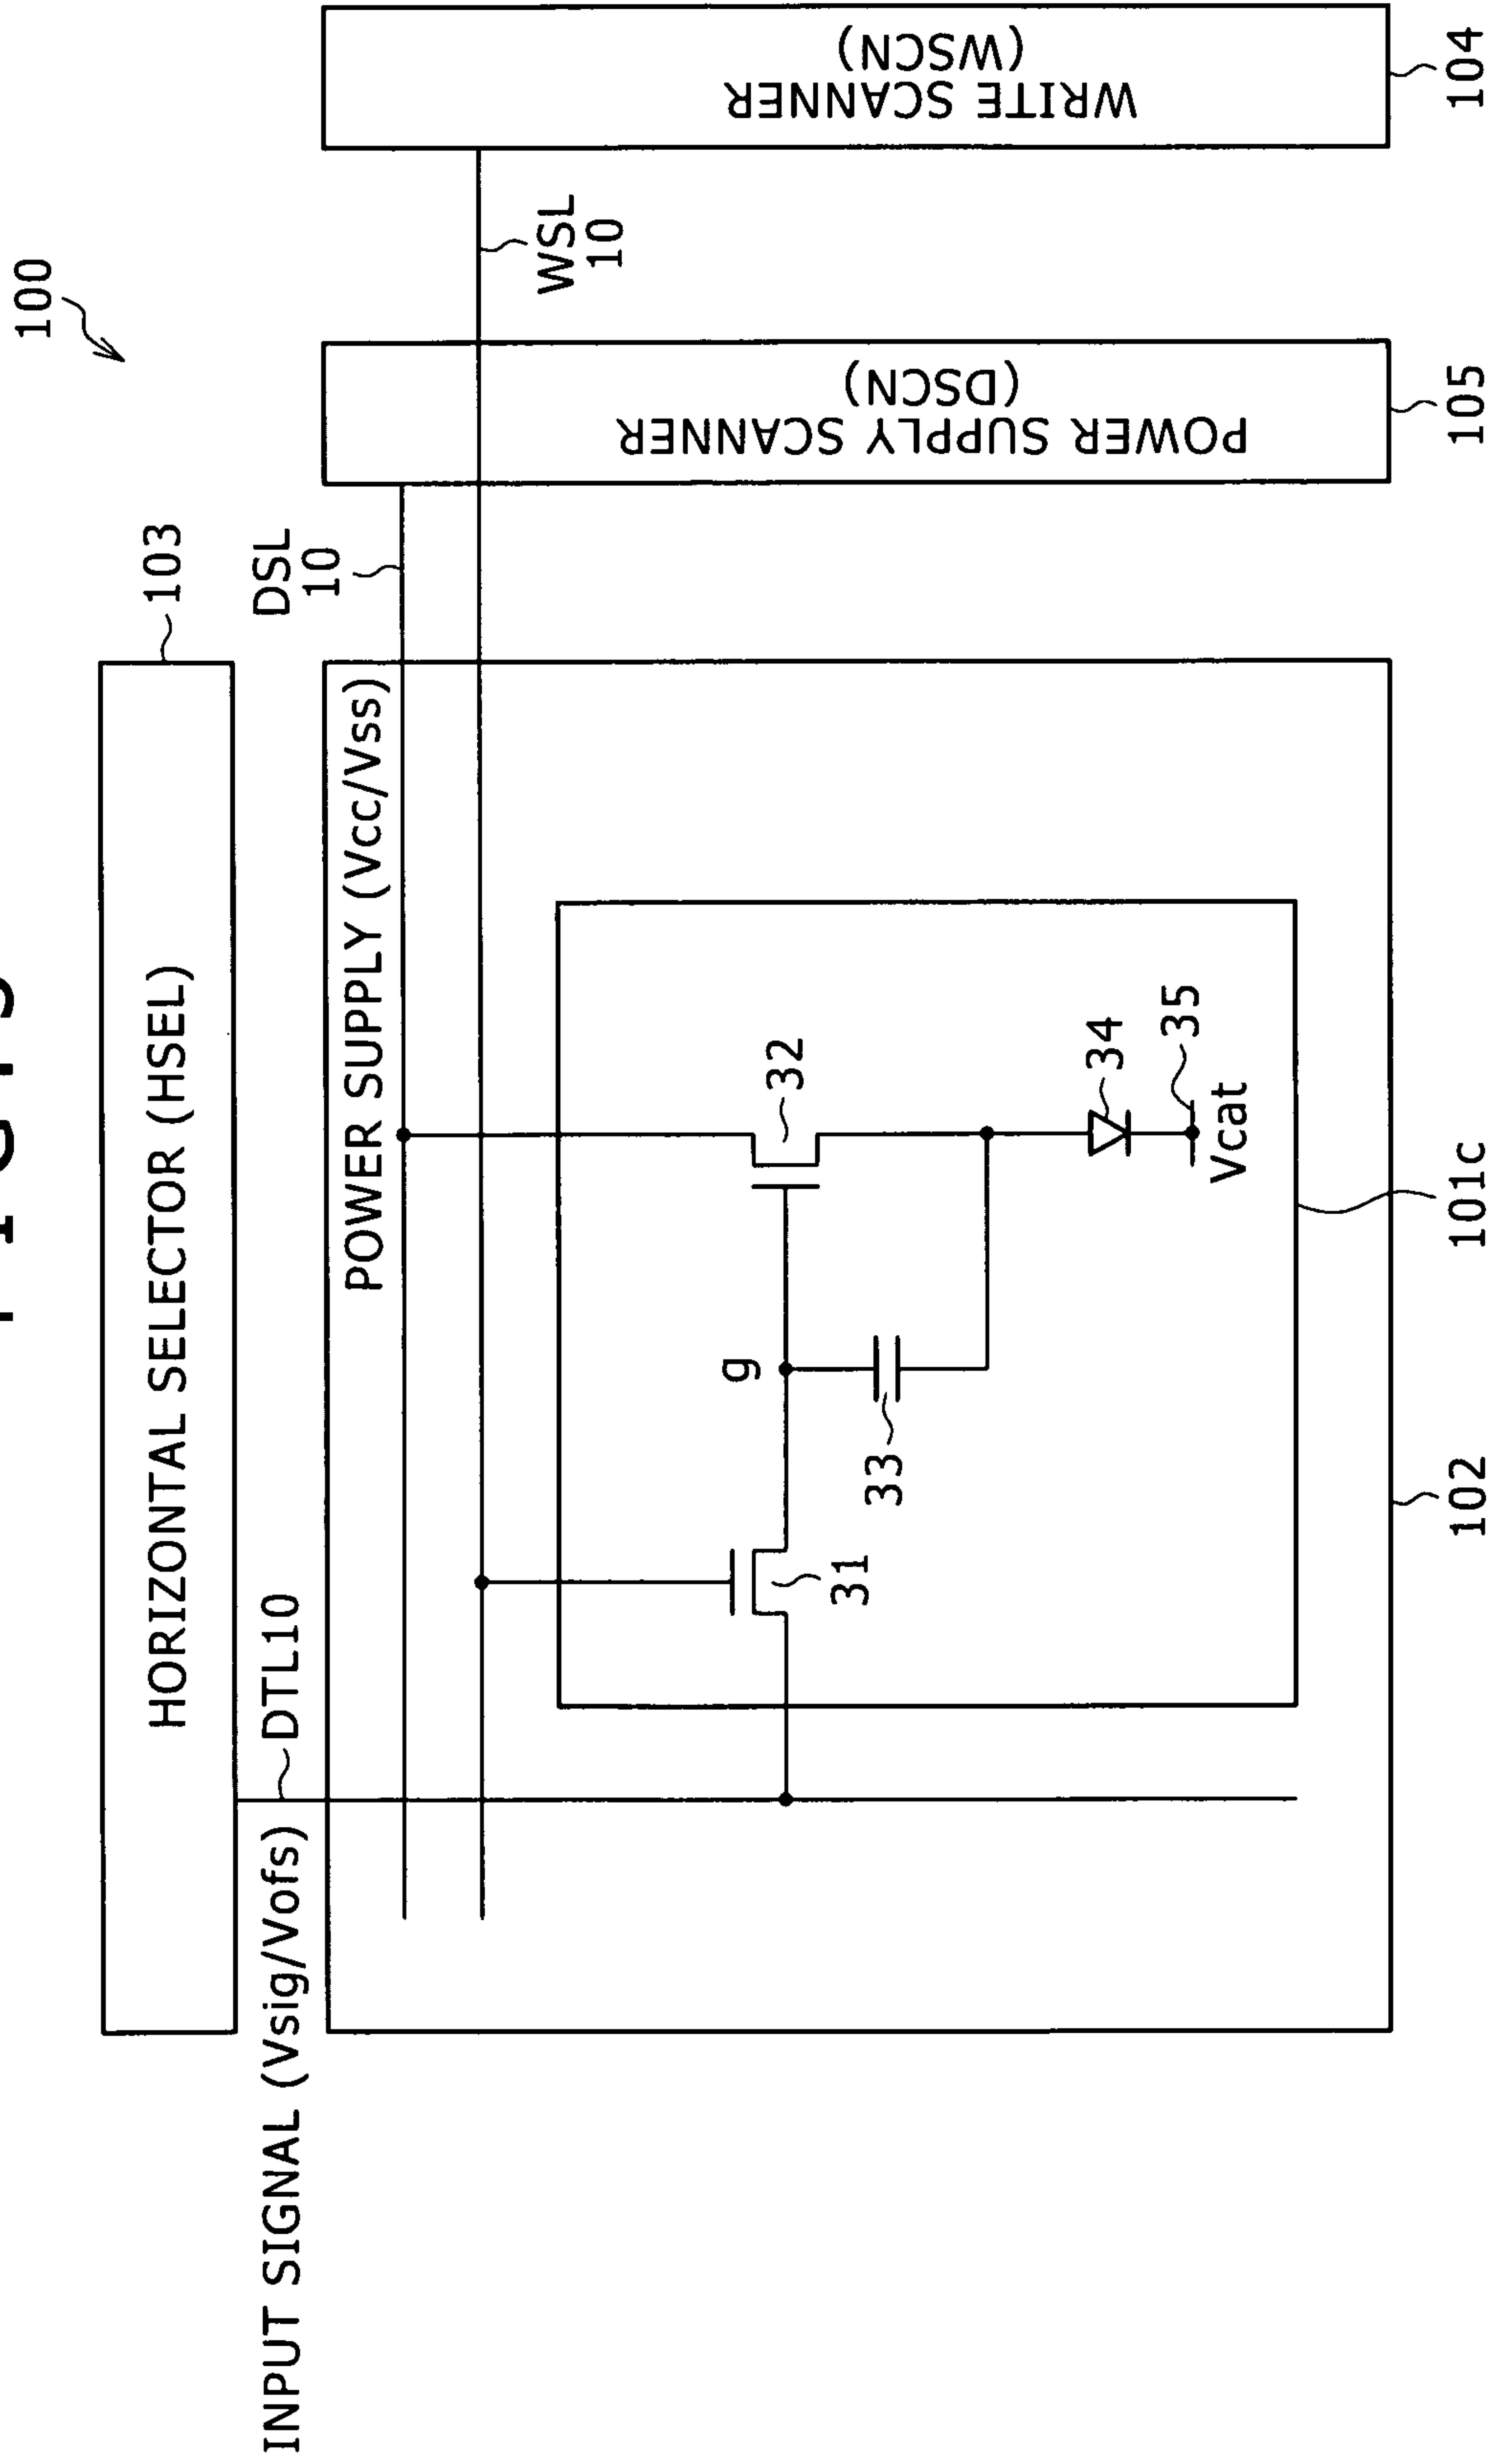 100
HORIZONTAL SELECTOR (HSEL)
103
INPUT SIGNAL (Vsig/Vofs)
DTL10
DSL
10
POWER SUPPLY (Vcc/Vss)
WSL
10
POWER SUPPLY SCANNER
(DSCN)
WRITE SCANNER
(WSCN)
g
31
32
33
34
35
Vcat
102
101c
105
104